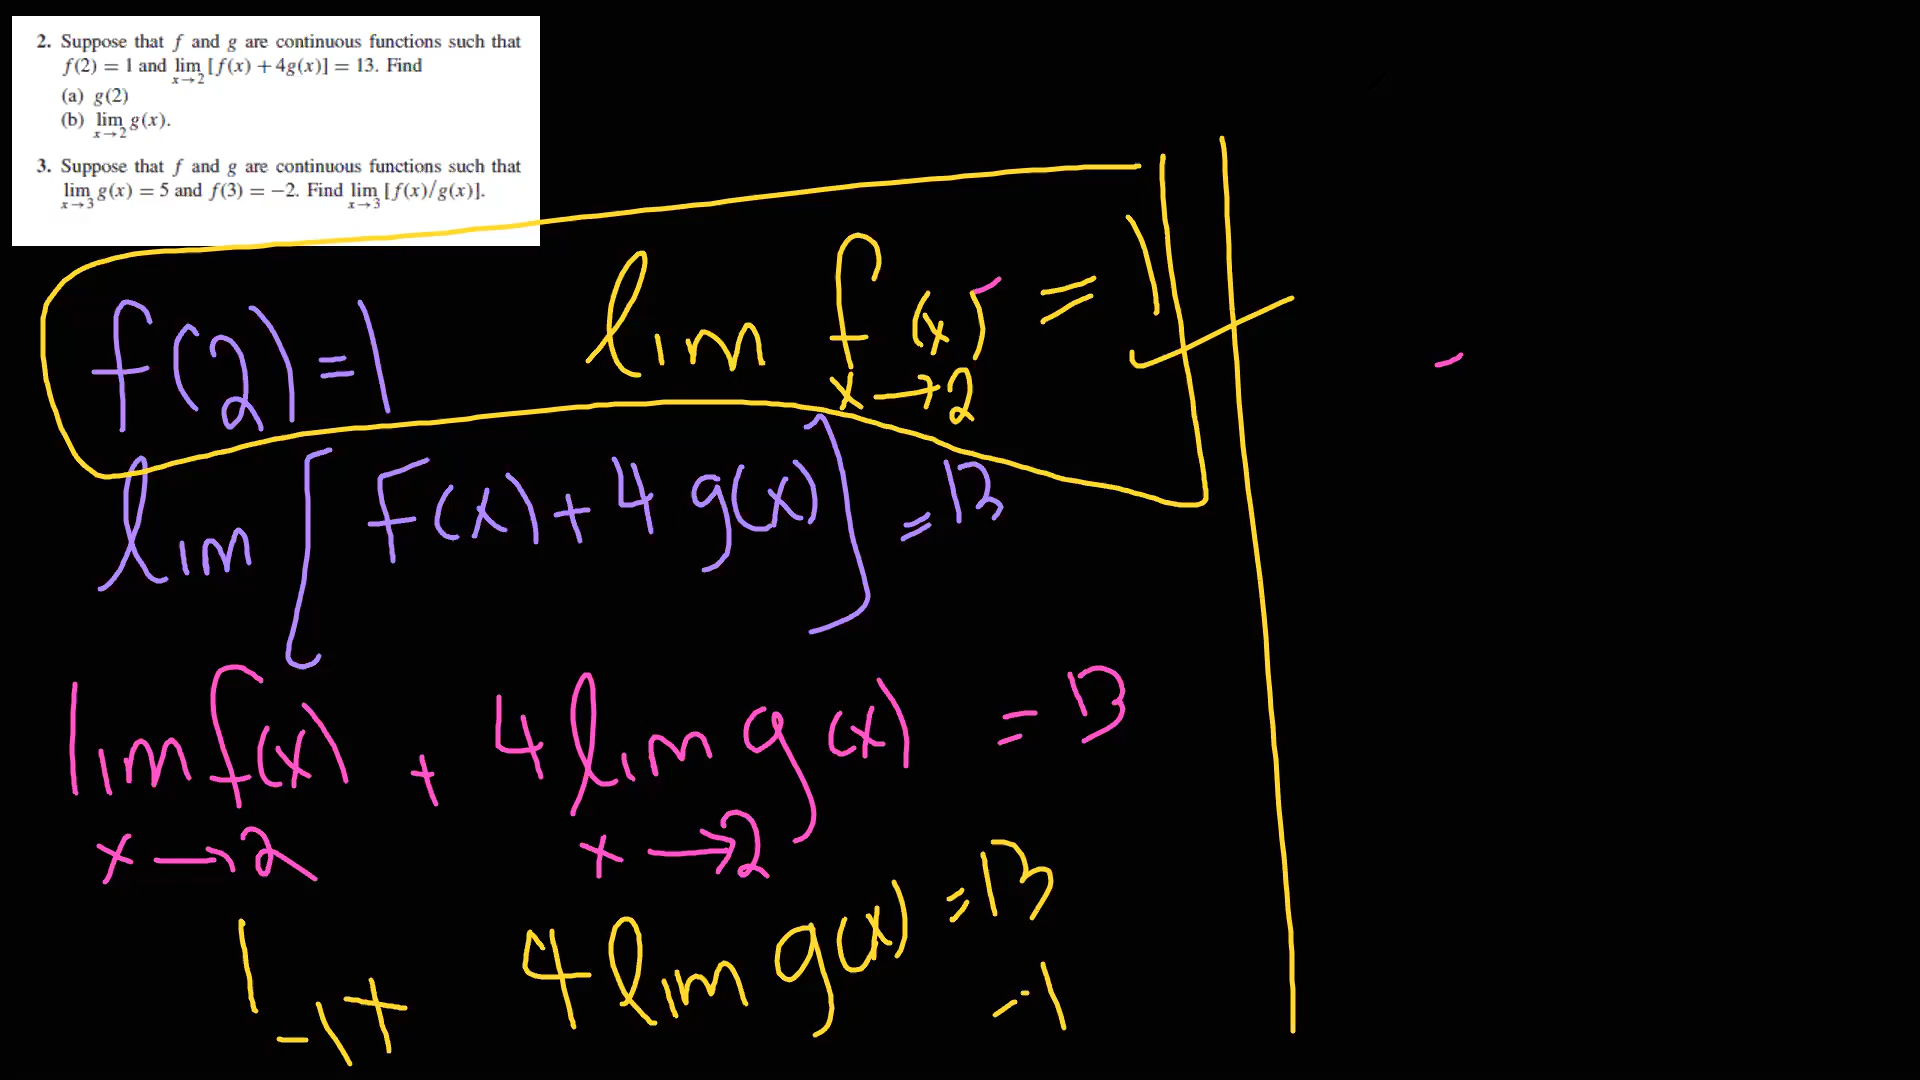 2. Suppose that f and g are continuous functions such that
f(2) = 1 and lim x→2 [f(x) + 4g(x)] = 13. Find
(a) g(2)
(b) lim x→2 g(x).
3. Suppose that f and g are continuous functions such that
lim x→3 g(x) = 5 and f(3) = −2. Find lim x→3 [f(x)/g(x)].
f(2)=1 lim f(x) = 1
x→2
lim [f(x)+4 g(x)] = 13
lim f(x) + 4 lim g(x) = 13
x→2 x→2
1 + 4 lim g(x) = 13
-1 -1